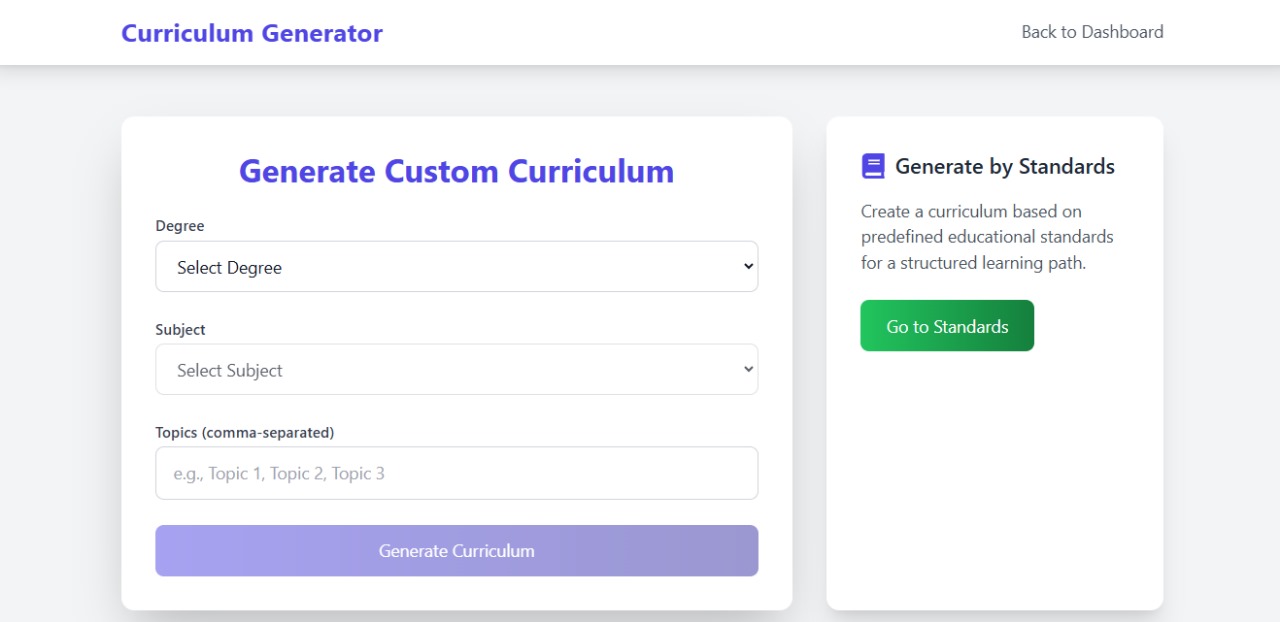 Curriculum Generator
Back to Dashboard
Generate Custom Curriculum
Degree
Select Degree
Subject
Select Subject
Topics (comma-separated)
e.g., Topic 1, Topic 2, Topic 3
Generate Curriculum
Generate by Standards
Create a curriculum based on
predefined educational standards
for a structured learning path.
Go to Standards